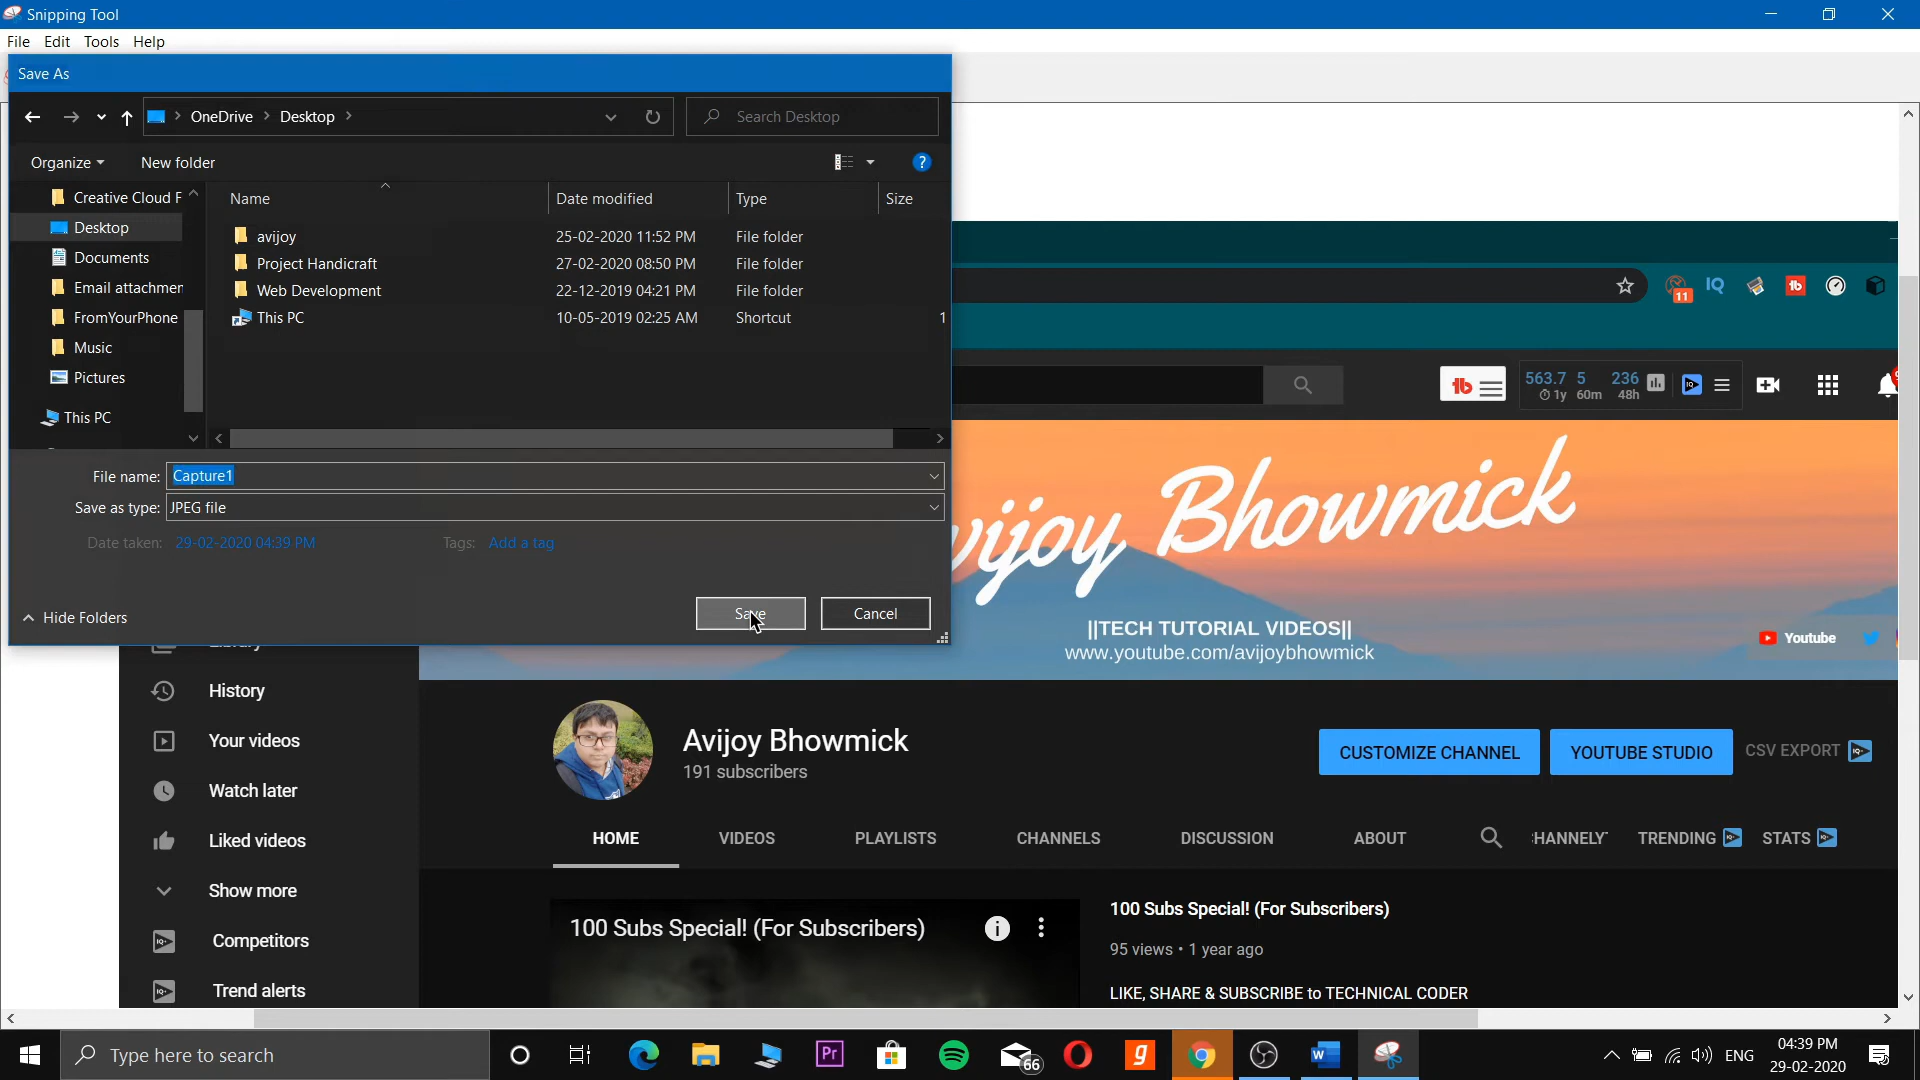 Snipping Tool
File Edit Tools Help
Save As
OneDrive > Desktop >
Search Desktop
Organize
New folder
Name
Date modified
Type
Size
Creative Cloud F
Desktop
Documents
Email attachmen
FromYourPhone
Music
Pictures
This PC
avijoy 25-02-2020 11:52 PM File folder
Project Handicraft 27-02-2020 08:50 PM File folder
Web Development 22-12-2019 04:21 PM File folder
This PC 10-05-2019 02:25 AM Shortcut 1
File name: Capture1
Save as type: JPEG file
Date taken: 29-02-2020 04:39 PM Tags: Add a tag
Hide Folders
Save
Cancel
11
IQ
tb
tb
563.7 5 236
1y 60m 48h
IQ
vijoy Bhowmick
||TECH TUTORIAL VIDEOS||
www.youtube.com/avijoybhowmick
Youtube
History
Your videos
Watch later
Liked videos
Show more
Competitors
Trend alerts
Avijoy Bhowmick
191 subscribers
CUSTOMIZE CHANNEL
YOUTUBE STUDIO
CSV EXPORT
HOME VIDEOS PLAYLISTS CHANNELS DISCUSSION ABOUT HANNELY TRENDING STATS
100 Subs Special! (For Subscribers)
100 Subs Special! (For Subscribers)
95 views • 1 year ago
LIKE, SHARE & SUBSCRIBE to TECHNICAL CODER
Type here to search
Pr
66
g
W
ENG
04:39 PM
29-02-2020